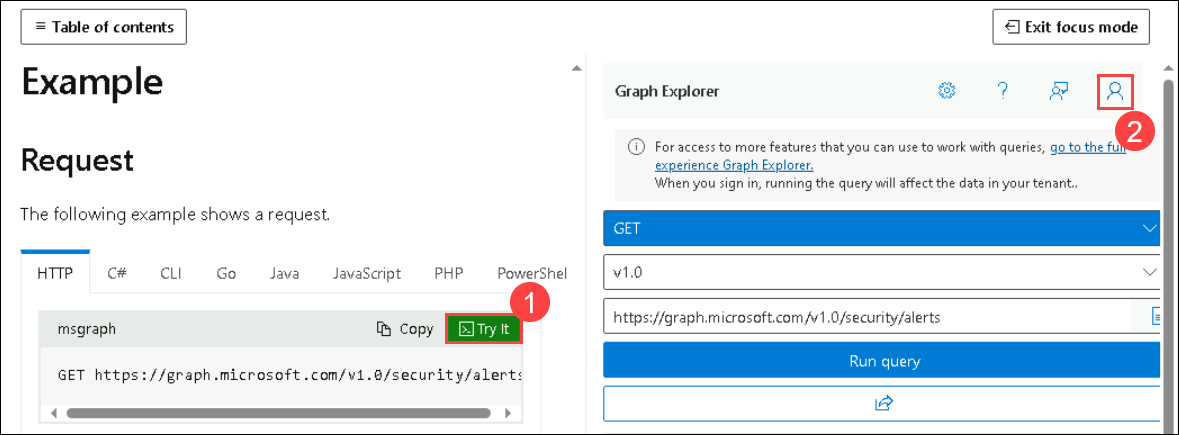 Table of contents
Exit focus mode
Example
Request
The following example shows a request.
HTTP C# CLI Go Java JavaScript PHP PowerShel
1
msgraph Copy Try It
GET https://graph.microsoft.com/v1.0/security/alerts
Graph Explorer
?
2
For access to more features that you can use to work with queries, go to the full
experience Graph Explorer.
When you sign in, running the query will affect the data in your tenant..
GET
v1.0
https://graph.microsoft.com/v1.0/security/alerts
Run query